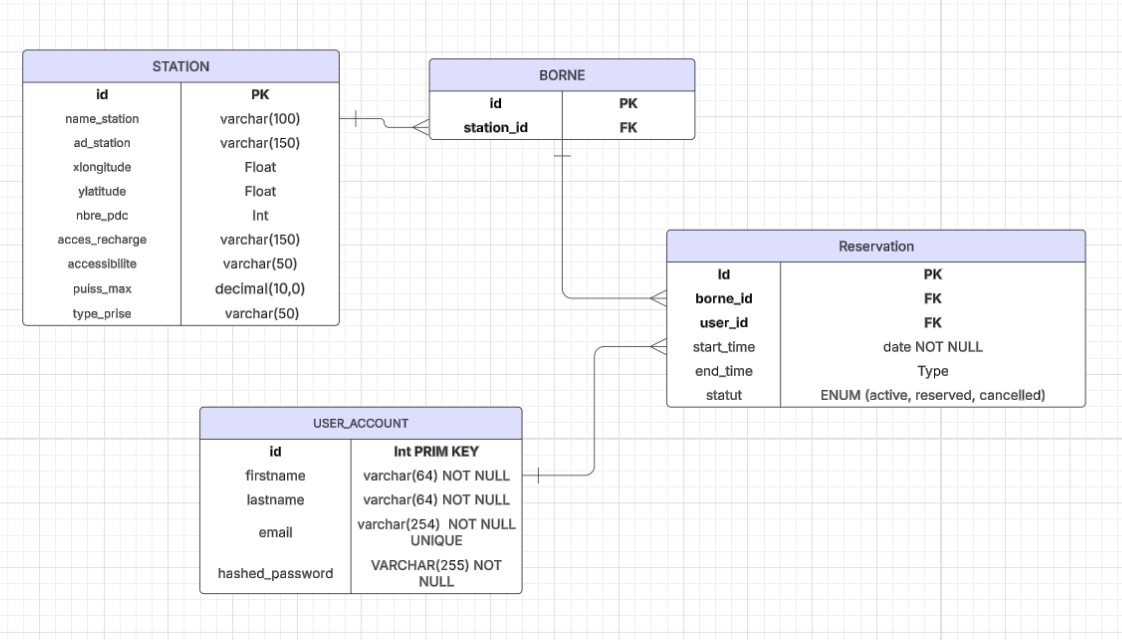 STATION
id PK
name_station varchar(100)
ad_station varchar(150)
xlongitude Float
ylatitude Float
nbre_pdc Int
acces_recharge varchar(150)
accessibilite varchar(50)
puiss_max decimal(10,0)
type_prise varchar(50)
BORNE
id PK
station_id FK
Reservation
Id PK
borne_id FK
user_id FK
start_time date NOT NULL
end_time Type
statut ENUM (active, reserved, cancelled)
USER_ACCOUNT
id Int PRIM KEY
firstname varchar(64) NOT NULL
lastname varchar(64) NOT NULL
email varchar(254) NOT NULL
UNIQUE
hashed_password VARCHAR(255) NOT
NULL